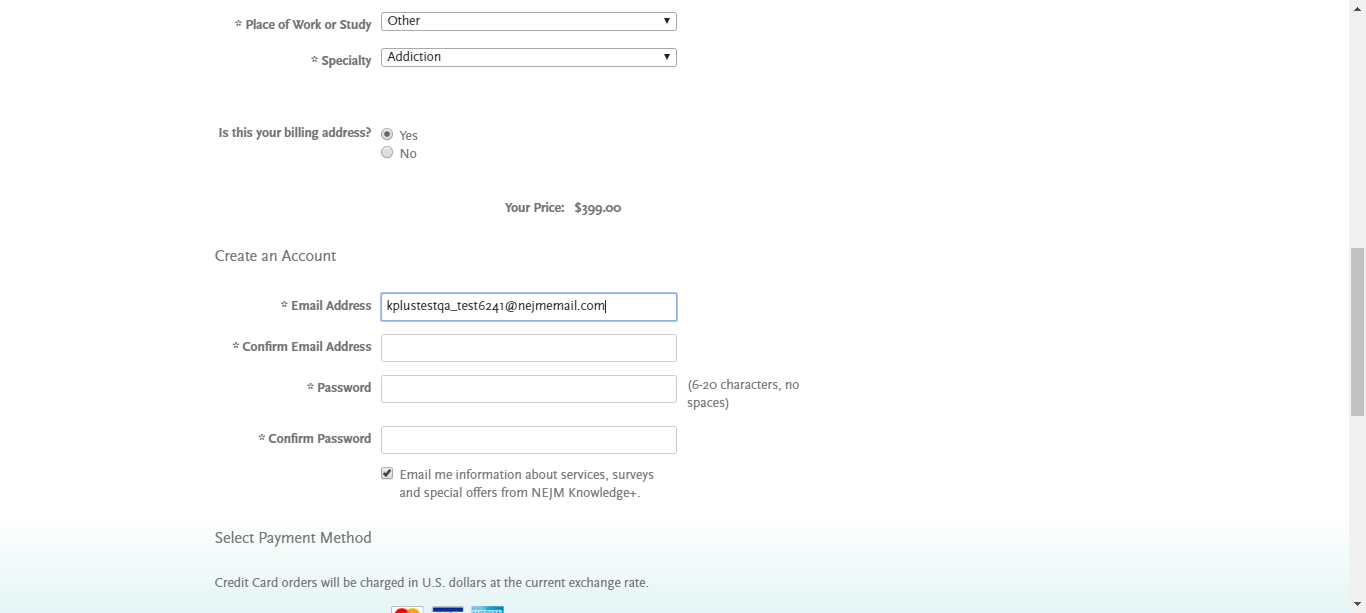 * Place of Work or Study Other
* Specialty Addiction
Is this your billing address? Yes
No
Your Price: $399.00
Create an Account
* Email Address kplustestqa_test6241@nejmemail.com
* Confirm Email Address
* Password (6-20 characters, no
spaces)
* Confirm Password
Email me information about services, surveys
and special offers from NEJM Knowledge+.
Select Payment Method
Credit Card orders will be charged in U.S. dollars at the current exchange rate.